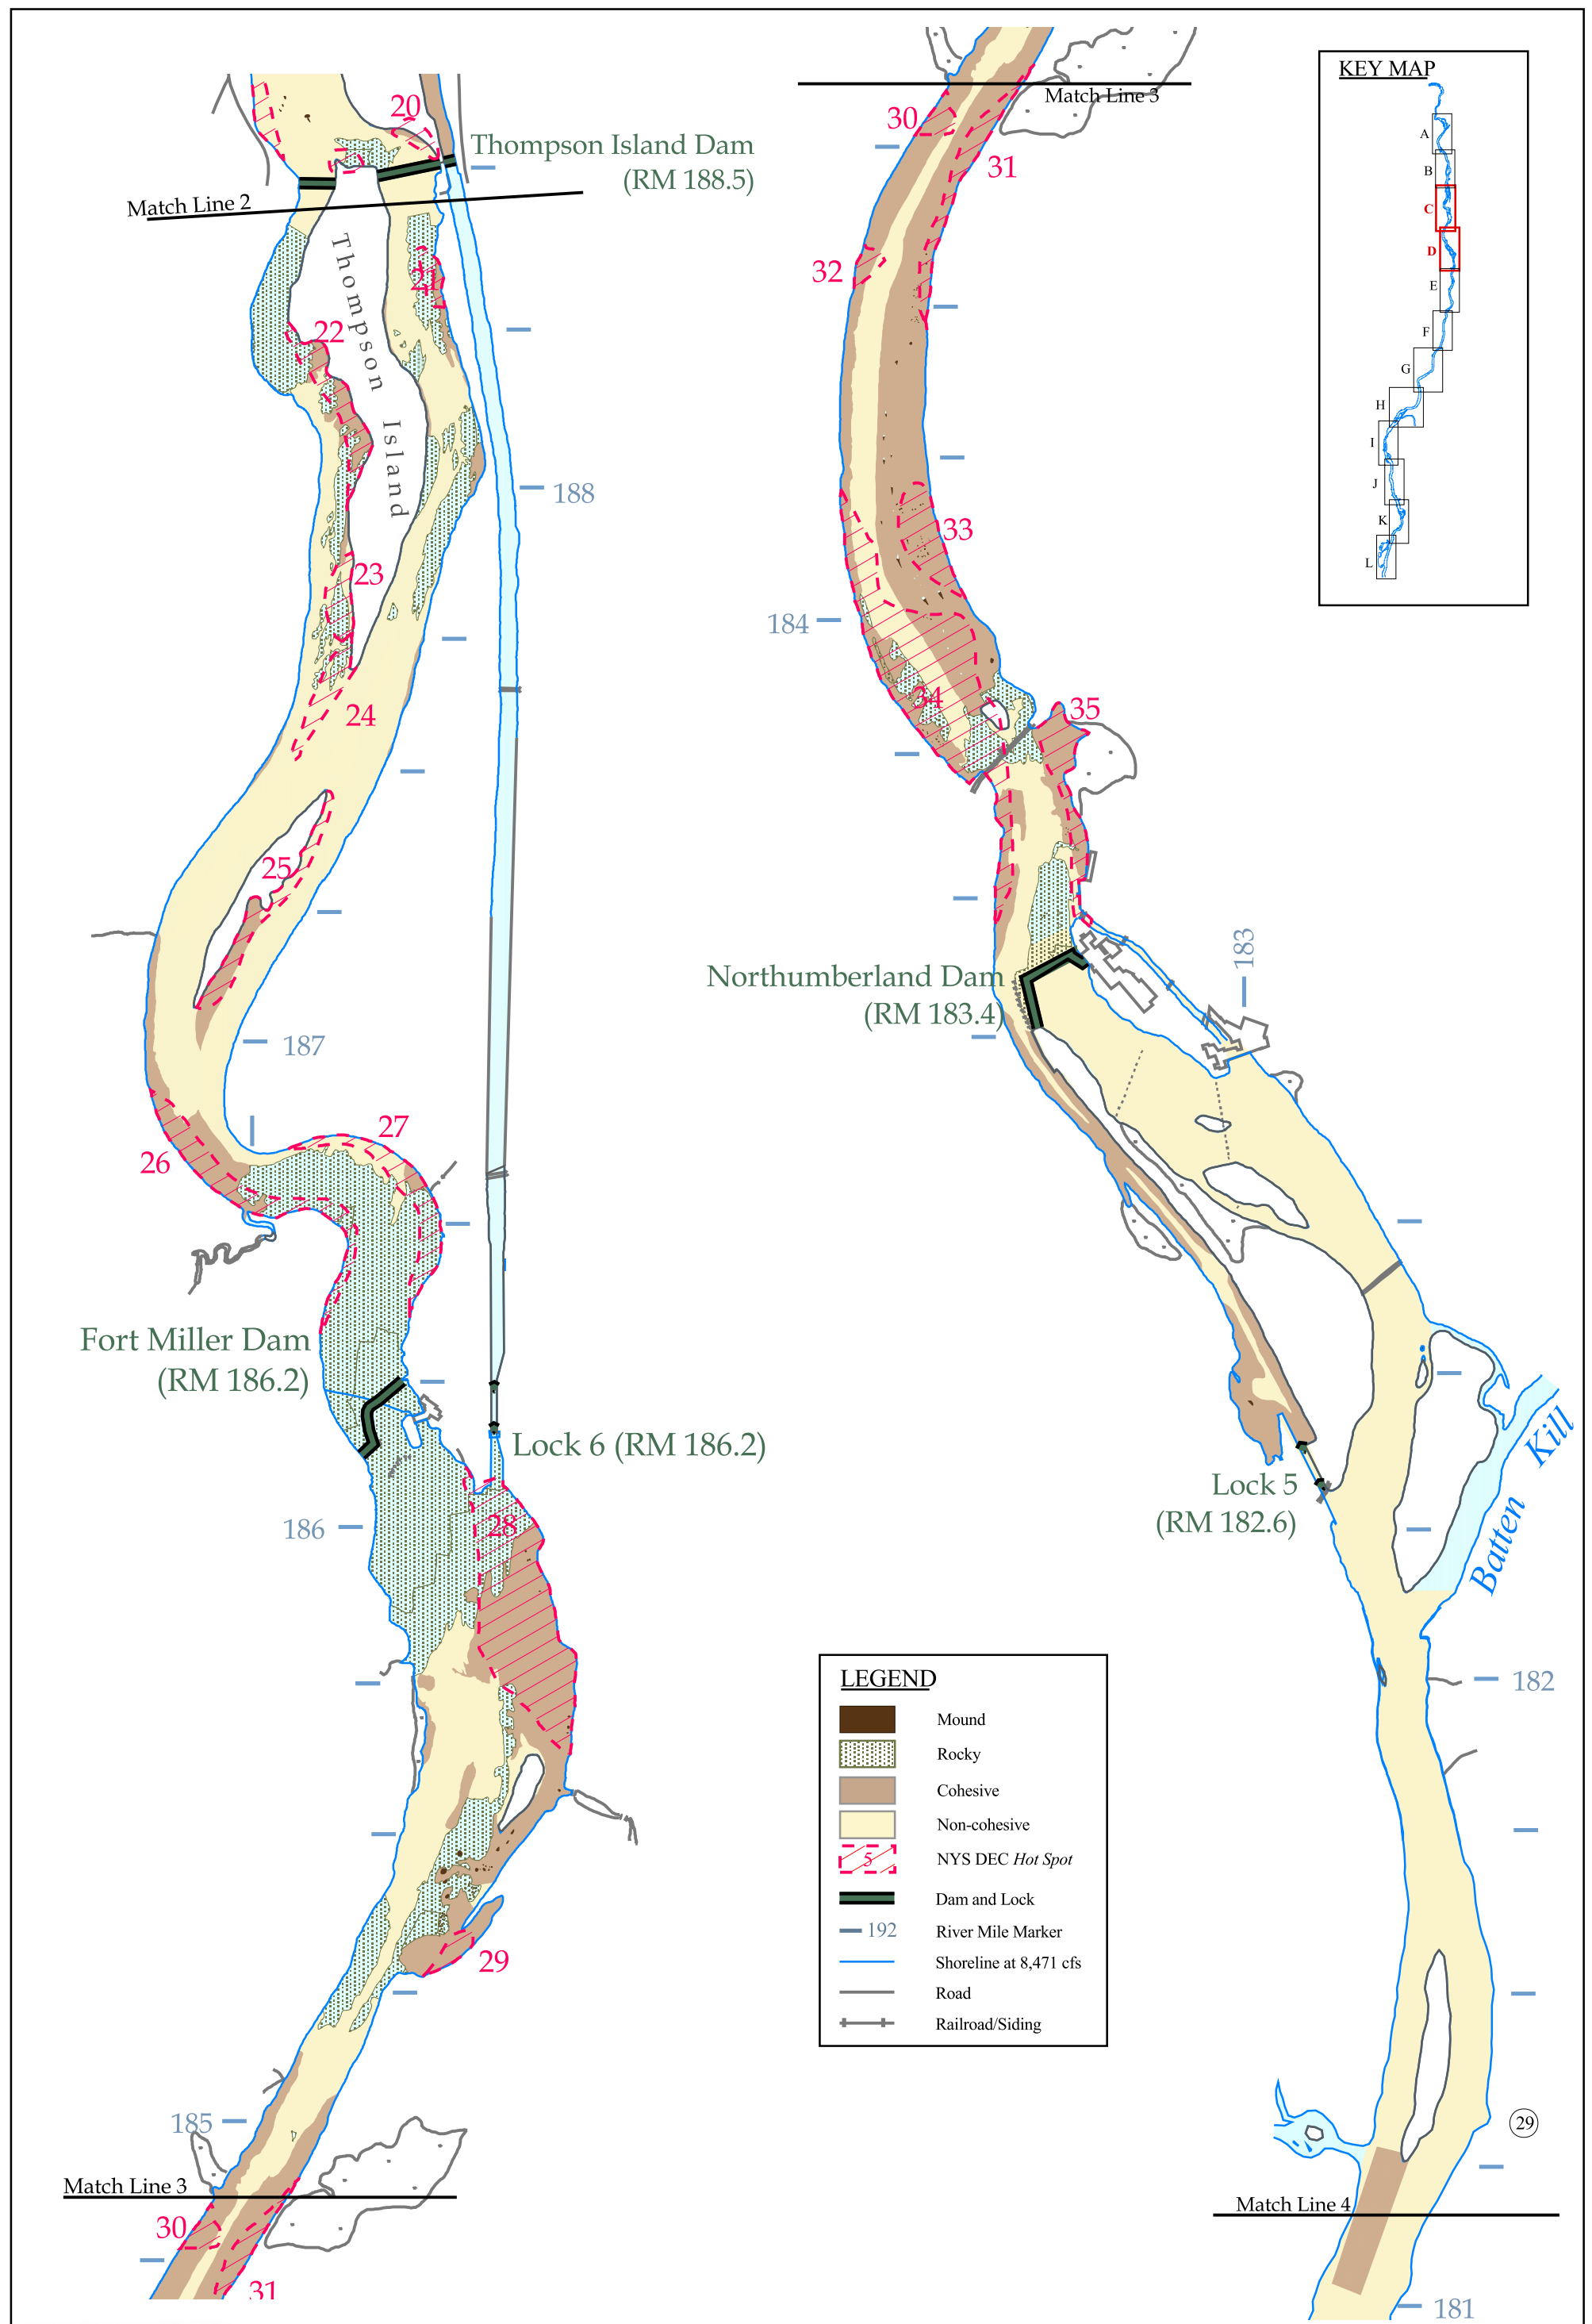 20
Thompson Island Dam
(RM 188.5)
Match Line 2
Thompson Island
21
22
188
23
24
25
187
26
27
Fort Miller Dam
(RM 186.2)
Lock 6 (RM 186.2)
28
186
29
185
Match Line 3
30
31
Match Line 3
30
31
32
33
184
34
35
Northumberland Dam
(RM 183.4)
183
Lock 5
(RM 182.6)
Batten Kill
182
29
Match Line 4
181
KEY MAP
A
B
C
D
E
F
G
H
I
J
K
L
LEGEND
Mound
Rocky
Cohesive
Non-cohesive
5 NYS DEC Hot Spot
Dam and Lock
192 River Mile Marker
Shoreline at 8,471 cfs
Road
Railroad/Siding